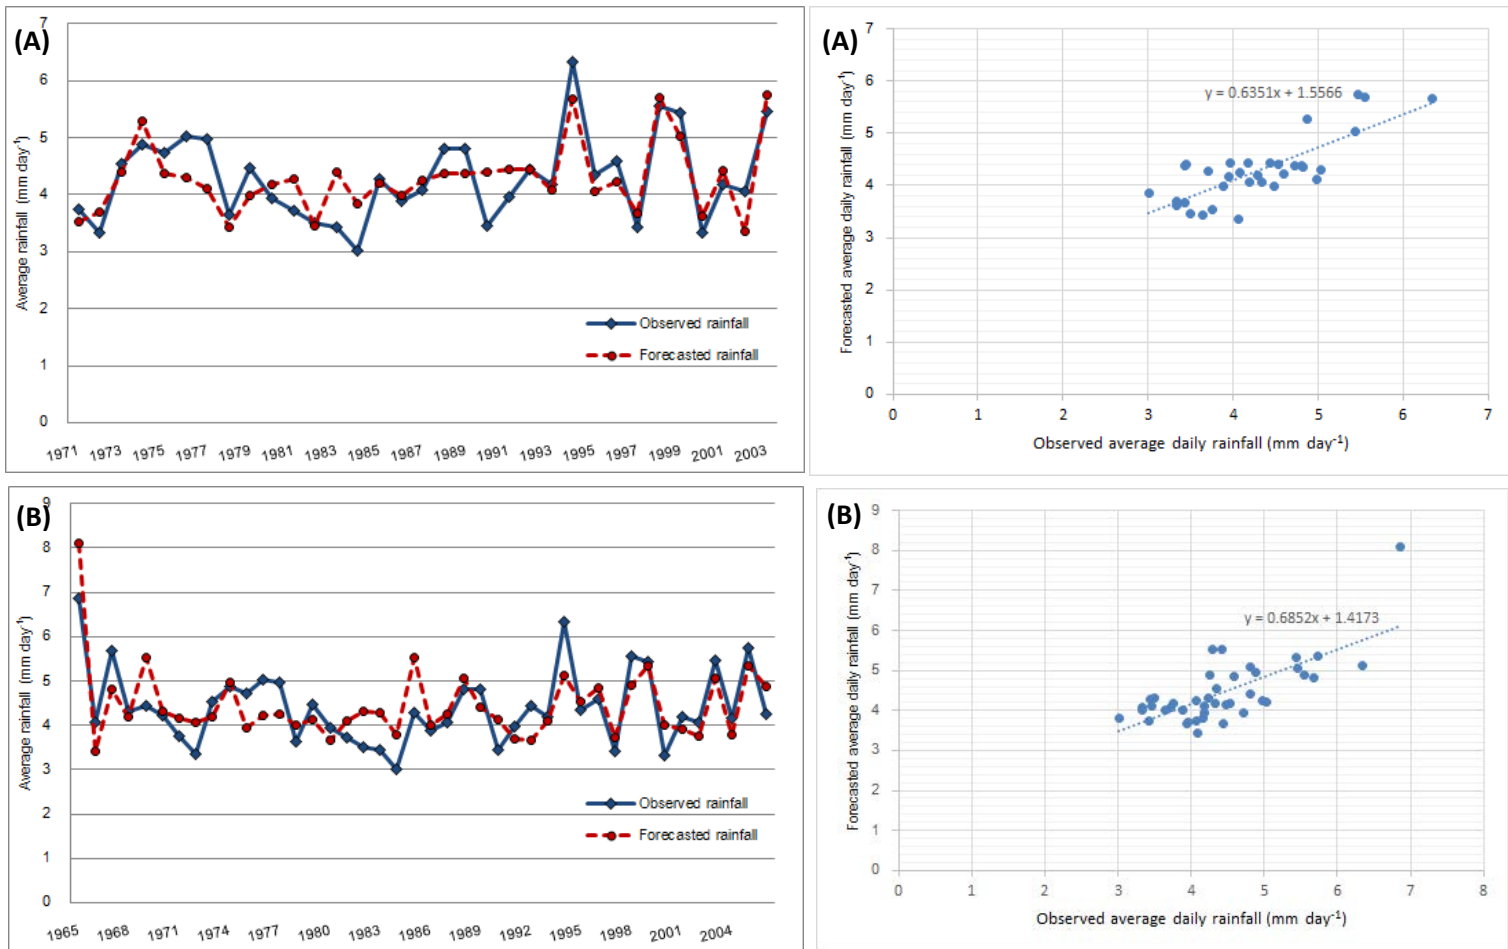 (A)
7
6
5
4
3
2
1
0
Average rainfall (mm day-1)
Observed rainfall
Forecasted rainfall
1971 1973 1975 1977 1979 1981 1983 1985 1987 1989 1991 1993 1995 1997 1999 2001 2003
(A)
7
6
5
4
3
2
1
0
Forecasted average daily rainfall (mm day-1)
y = 0.6351x + 1.5566
0 1 2 3 4 5 6 7
Observed average daily rainfall (mm day-1)
(B)
9
8
7
6
5
4
3
2
1
0
Average rainfall (mm day-1)
Observed rainfall
Forecasted rainfall
1965 1968 1971 1974 1977 1980 1983 1986 1989 1992 1995 1998 2001 2004
(B)
9
8
7
6
5
4
3
2
1
0
Forecasted average daily rainfall (mm day-1)
y = 0.6852x + 1.4173
0 1 2 3 4 5 6 7 8
Observed average daily rainfall (mm day-1)